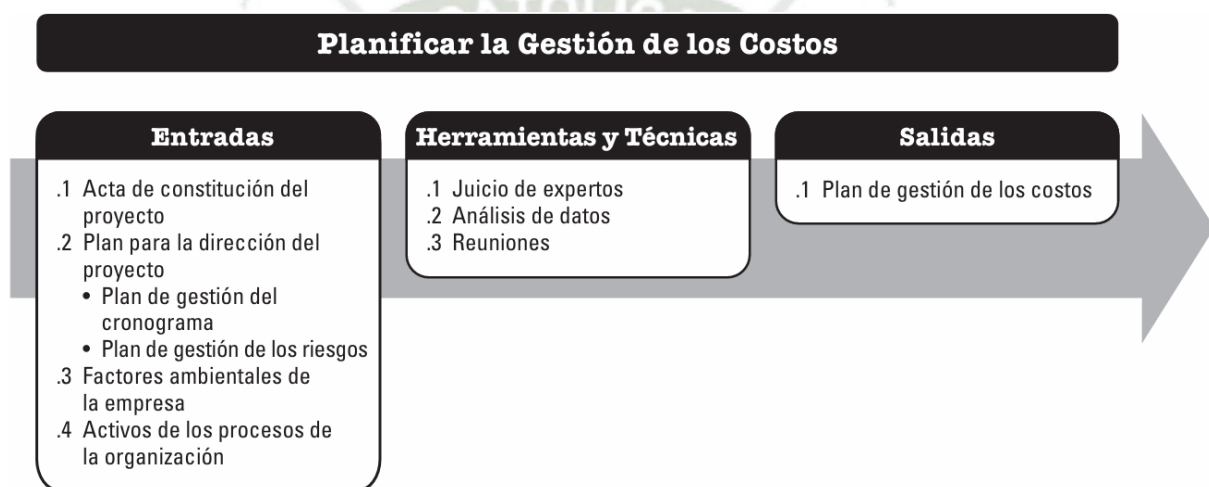 CATOLICA
Planificar la Gestión de los Costos
Entradas
.1 Acta de constitución del
proyecto
.2 Plan para la dirección del
proyecto
• Plan de gestión del
cronograma
• Plan de gestión de los riesgos
.3 Factores ambientales de
la empresa
.4 Activos de los procesos de
la organización
Herramientas y Técnicas
.1 Juicio de expertos
.2 Análisis de datos
.3 Reuniones
Salidas
.1 Plan de gestión de los costos